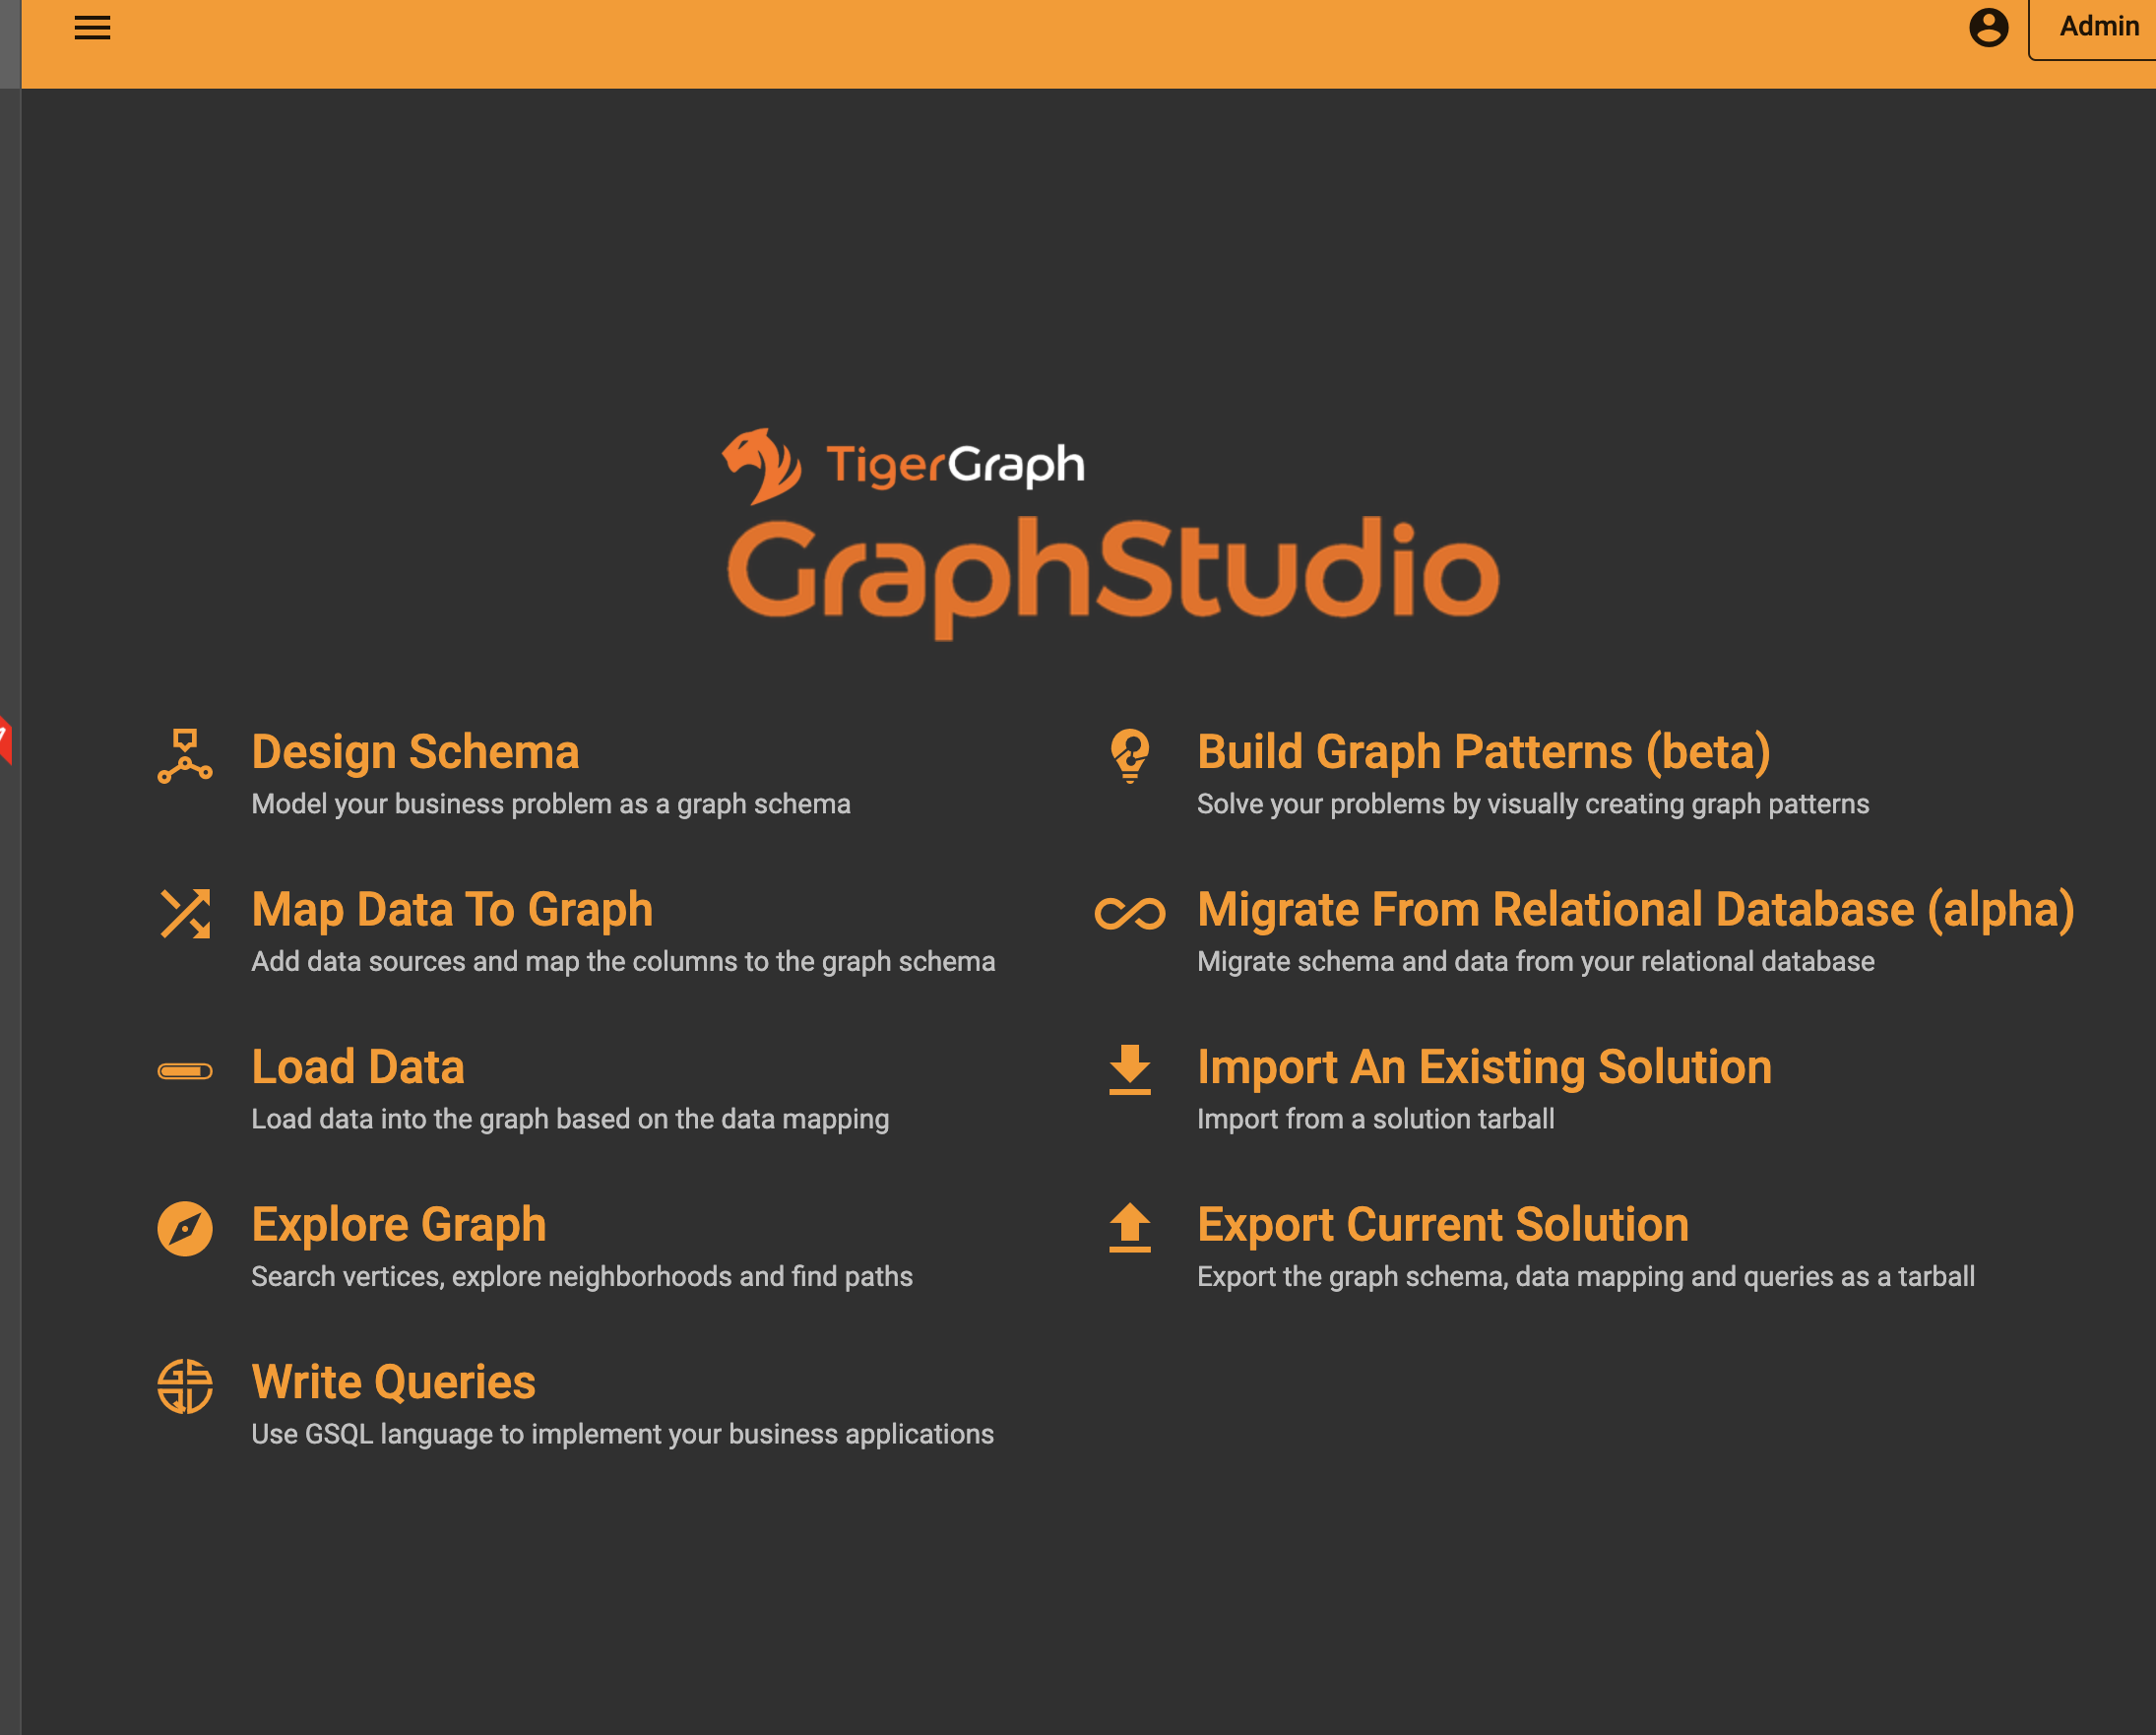 Admin
TigerGraph
GraphStudio
Design Schema
Model your business problem as a graph schema
Map Data To Graph
Add data sources and map the columns to the graph schema
Load Data
Load data into the graph based on the data mapping
Explore Graph
Search vertices, explore neighborhoods and find paths
Write Queries
Use GSQL language to implement your business applications
Build Graph Patterns (beta)
Solve your problems by visually creating graph patterns
Migrate From Relational Database (alpha)
Migrate schema and data from your relational database
Import An Existing Solution
Import from a solution tarball
Export Current Solution
Export the graph schema, data mapping and queries as a tarball